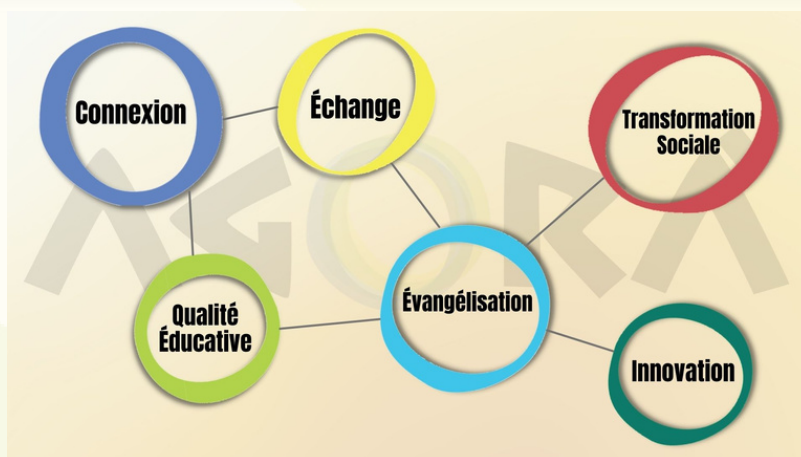 Connexion
Échange
Transformation
Sociale
AGORA
Qualité
Éducative
Évangélisation
Innovation